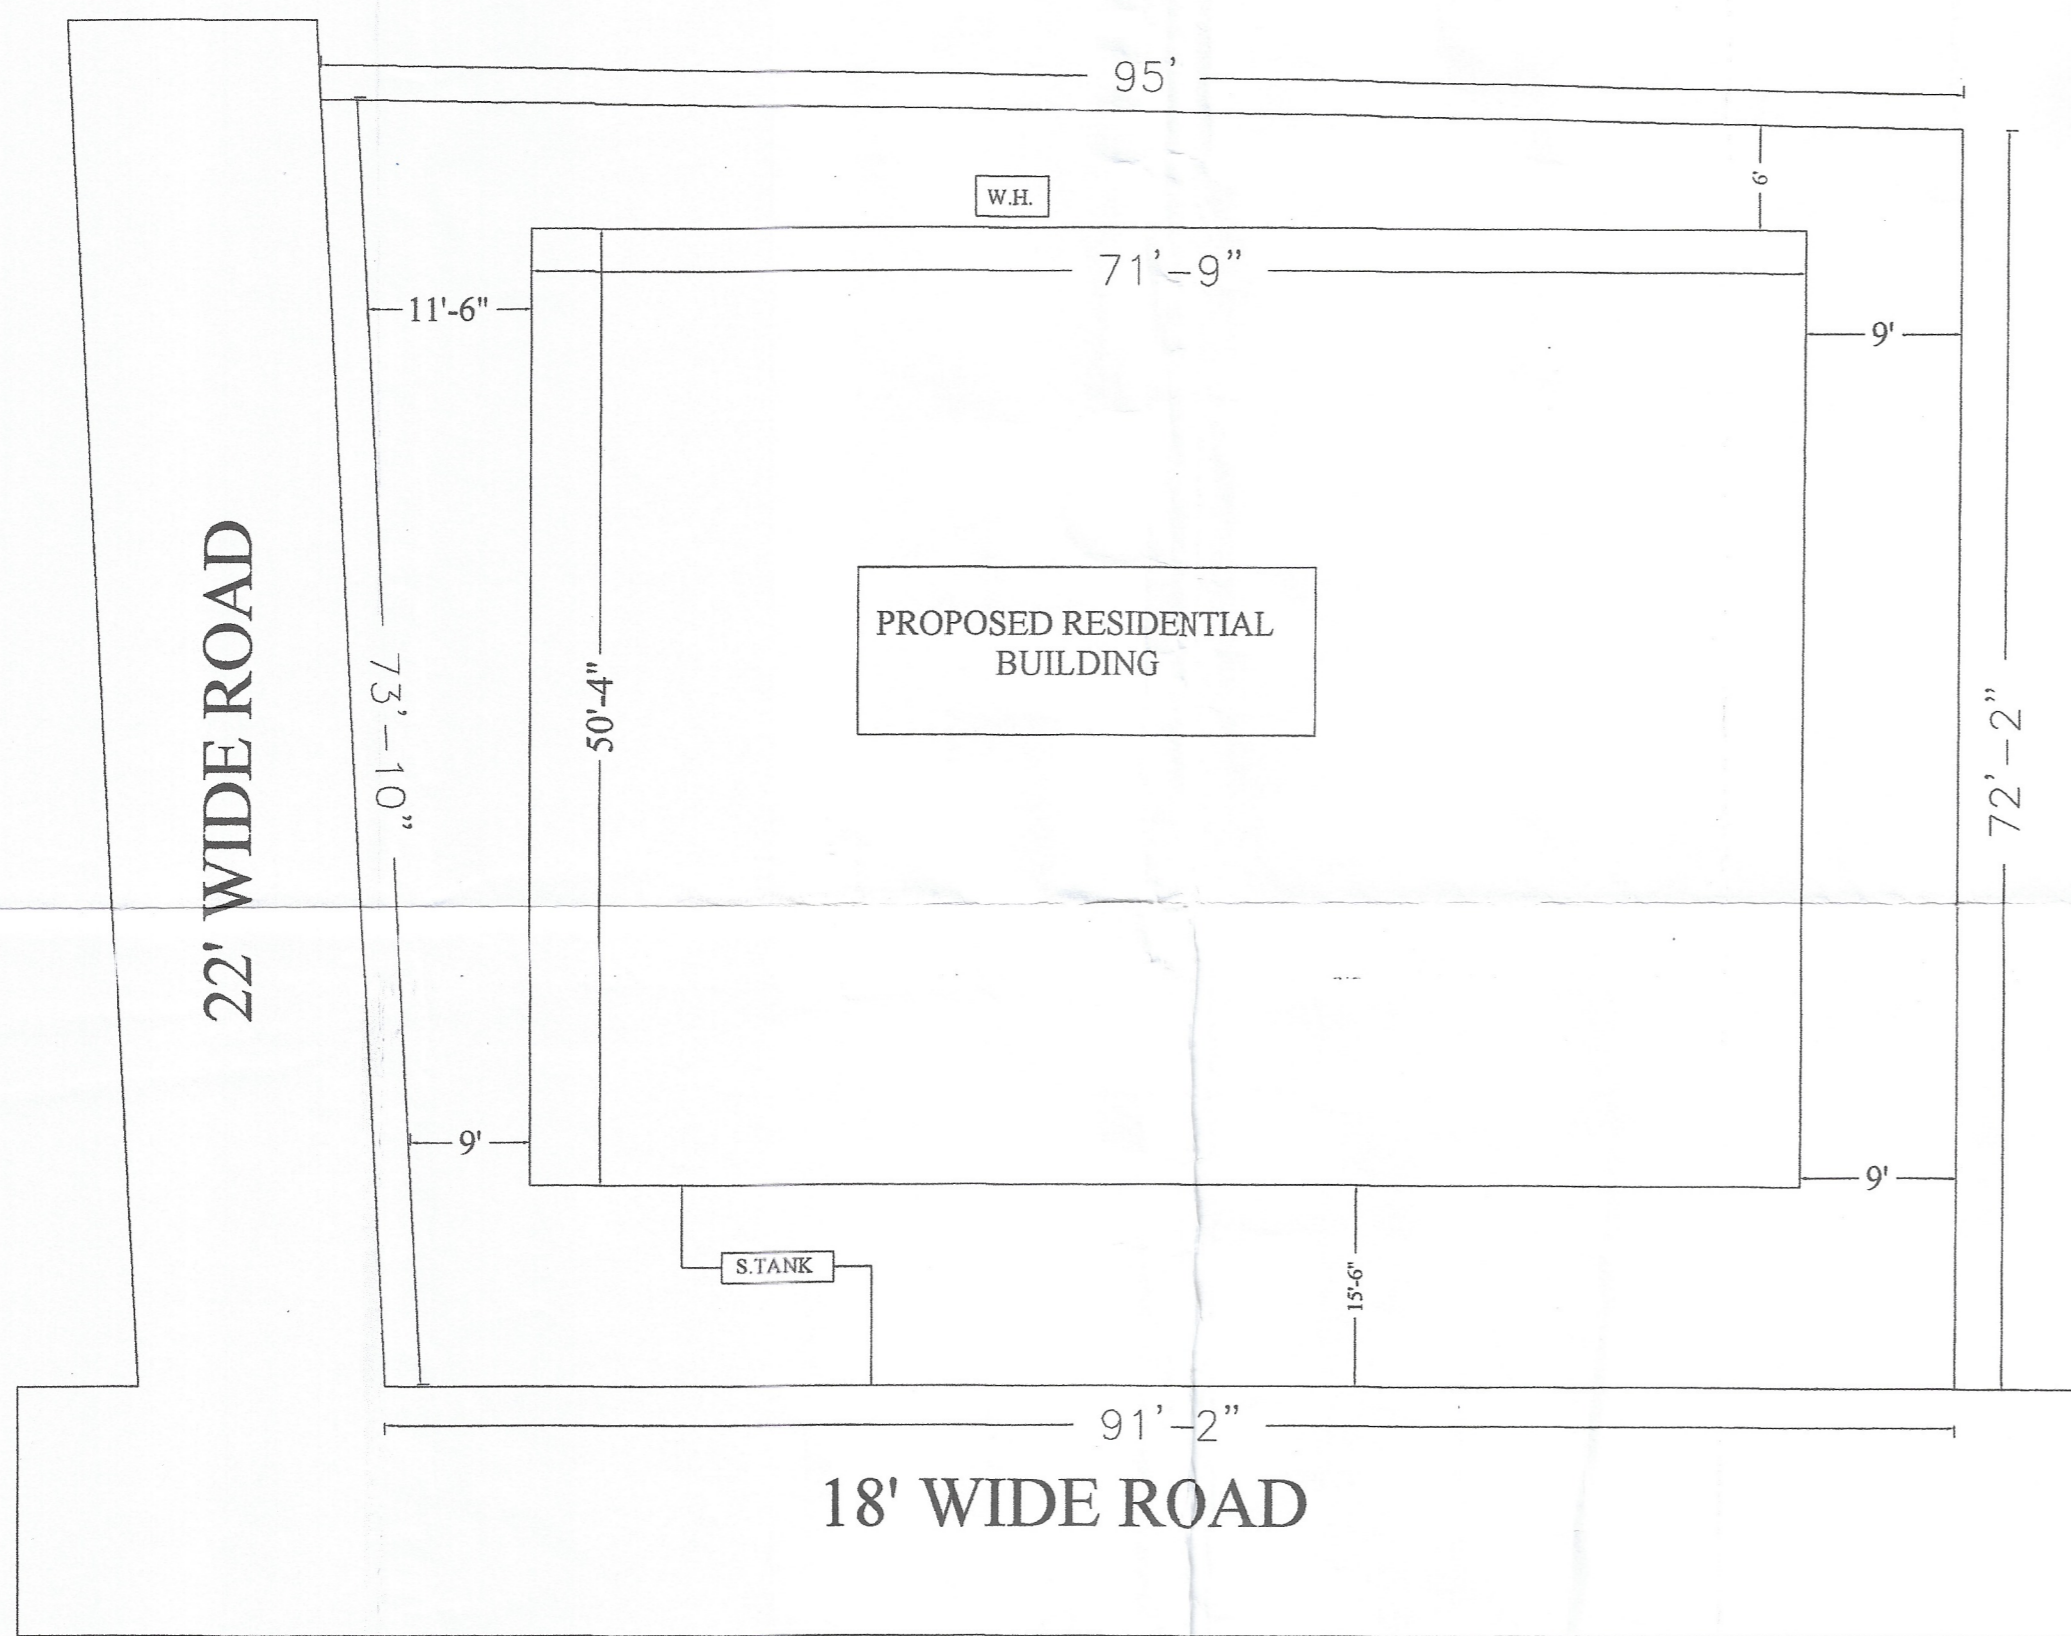 95'
6'
W.H.
71'-9"
11'-6"
9'
PROPOSED RESIDENTIAL
BUILDING
50'-4"
73'-10"
72'-2"
22' WIDE ROAD
9'
9'
S.TANK
15'-6"
91'-2"
18' WIDE ROAD